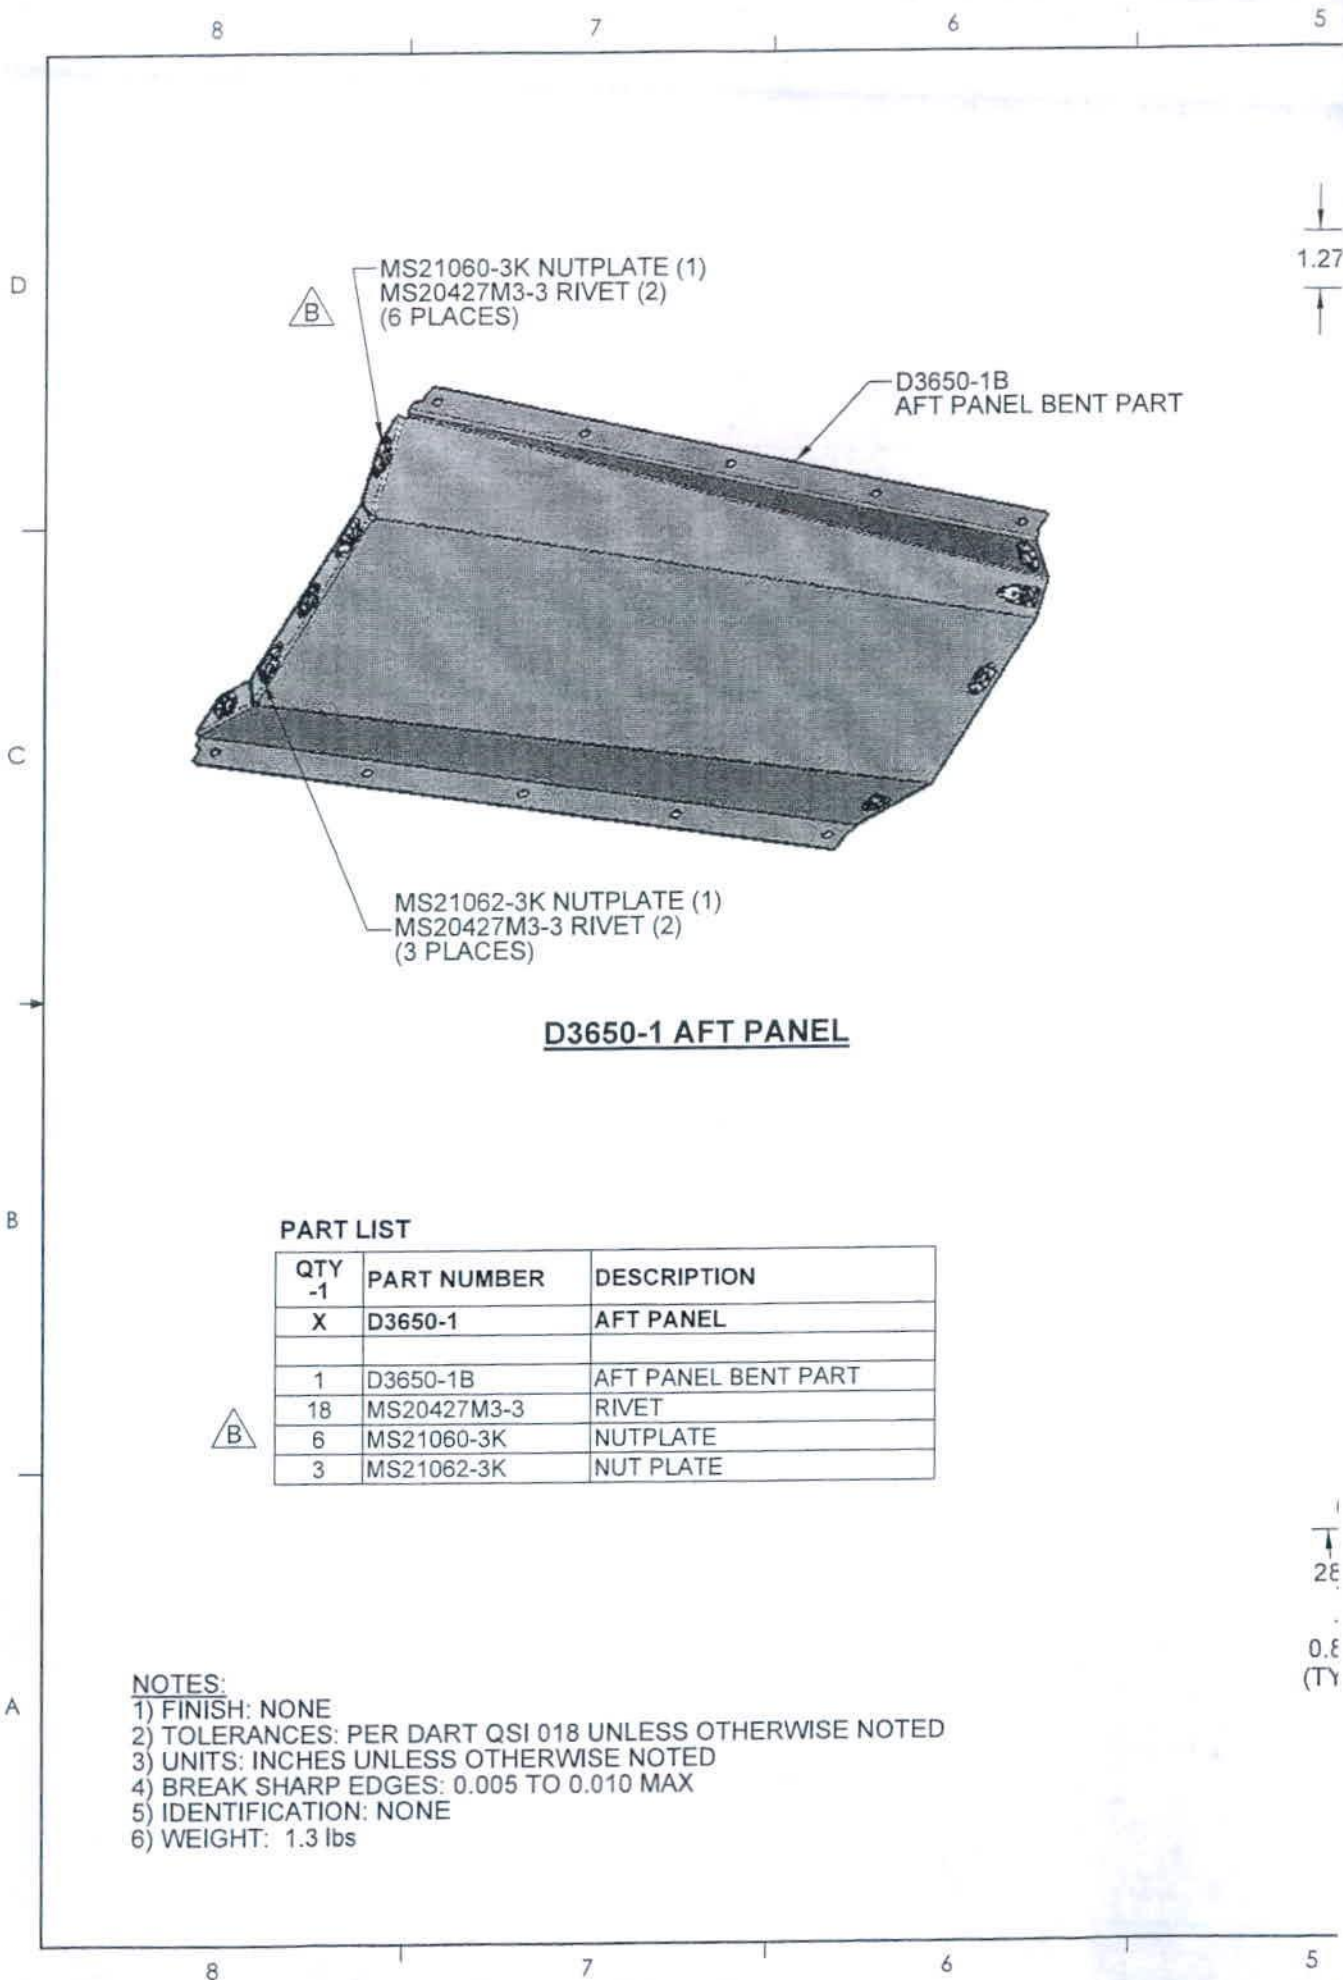 8 7 6 5
D
1.27
MS21060-3K NUTPLATE (1)
MS20427M3-3 RIVET (2)
(6 PLACES)
B
D3650-1B
AFT PANEL BENT PART
C
MS21062-3K NUTPLATE (1)
MS20427M3-3 RIVET (2)
(3 PLACES)
D3650-1 AFT PANEL
B
PART LIST
QTY -1 PART NUMBER DESCRIPTION
X D3650-1 AFT PANEL
1 D3650-1B AFT PANEL BENT PART
18 MS20427M3-3 RIVET
B
6 MS21060-3K NUTPLATE
3 MS21062-3K NUT PLATE
A
NOTES:
1) FINISH: NONE
2) TOLERANCES: PER DART QSI 018 UNLESS OTHERWISE NOTED
3) UNITS: INCHES UNLESS OTHERWISE NOTED
4) BREAK SHARP EDGES: 0.005 TO 0.010 MAX
5) IDENTIFICATION: NONE
6) WEIGHT: 1.3 lbs
8 7 6 5